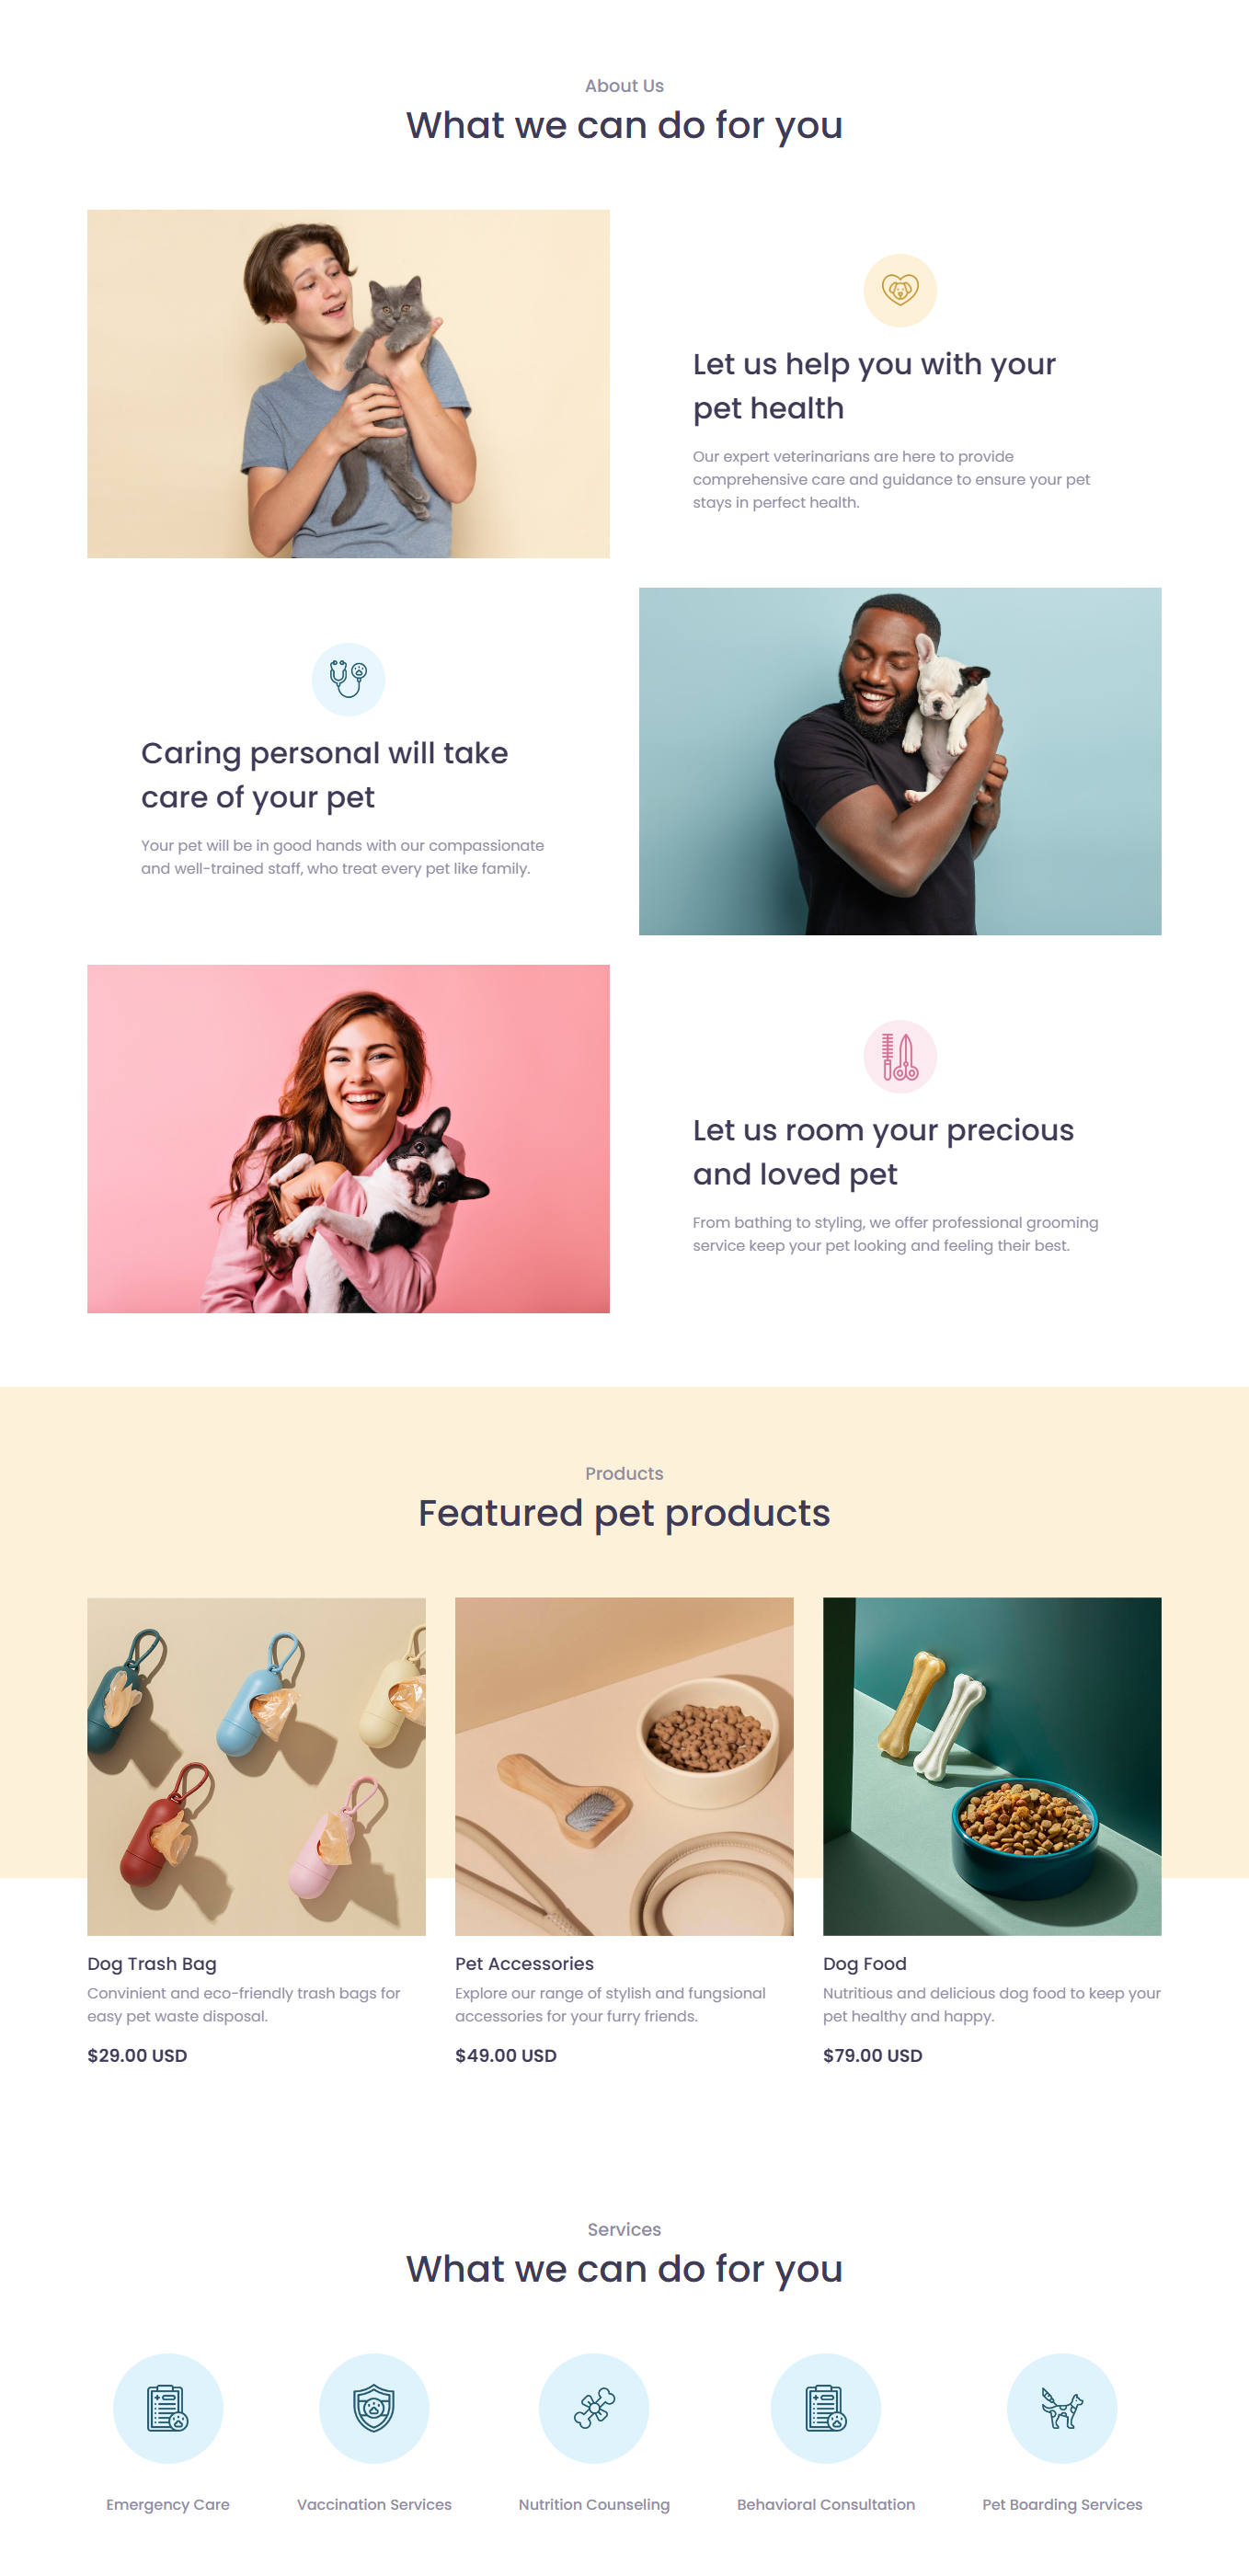 About Us
What we can do for you
Let us help you with your
pet health
Our expert veterinarians are here to provide
comprehensive care and guidance to ensure your pet
stays in perfect health.
Caring personal will take
care of your pet
Your pet will be in good hands with our compassionate
and well-trained staff, who treat every pet like family.
Let us room your precious
and loved pet
From bathing to styling, we offer professional grooming
service keep your pet looking and feeling their best.
Products
Featured pet products
Dog Trash Bag
Convinient and eco-friendly trash bags for
easy pet waste disposal.
$29.00 USD
Pet Accessories
Explore our range of stylish and fungsional
accessories for your furry friends.
$49.00 USD
Dog Food
Nutritious and delicious dog food to keep your
pet healthy and happy.
$79.00 USD
Services
What we can do for you
Emergency Care
Vaccination Services
Nutrition Counseling
Behavioral Consultation
Pet Boarding Services